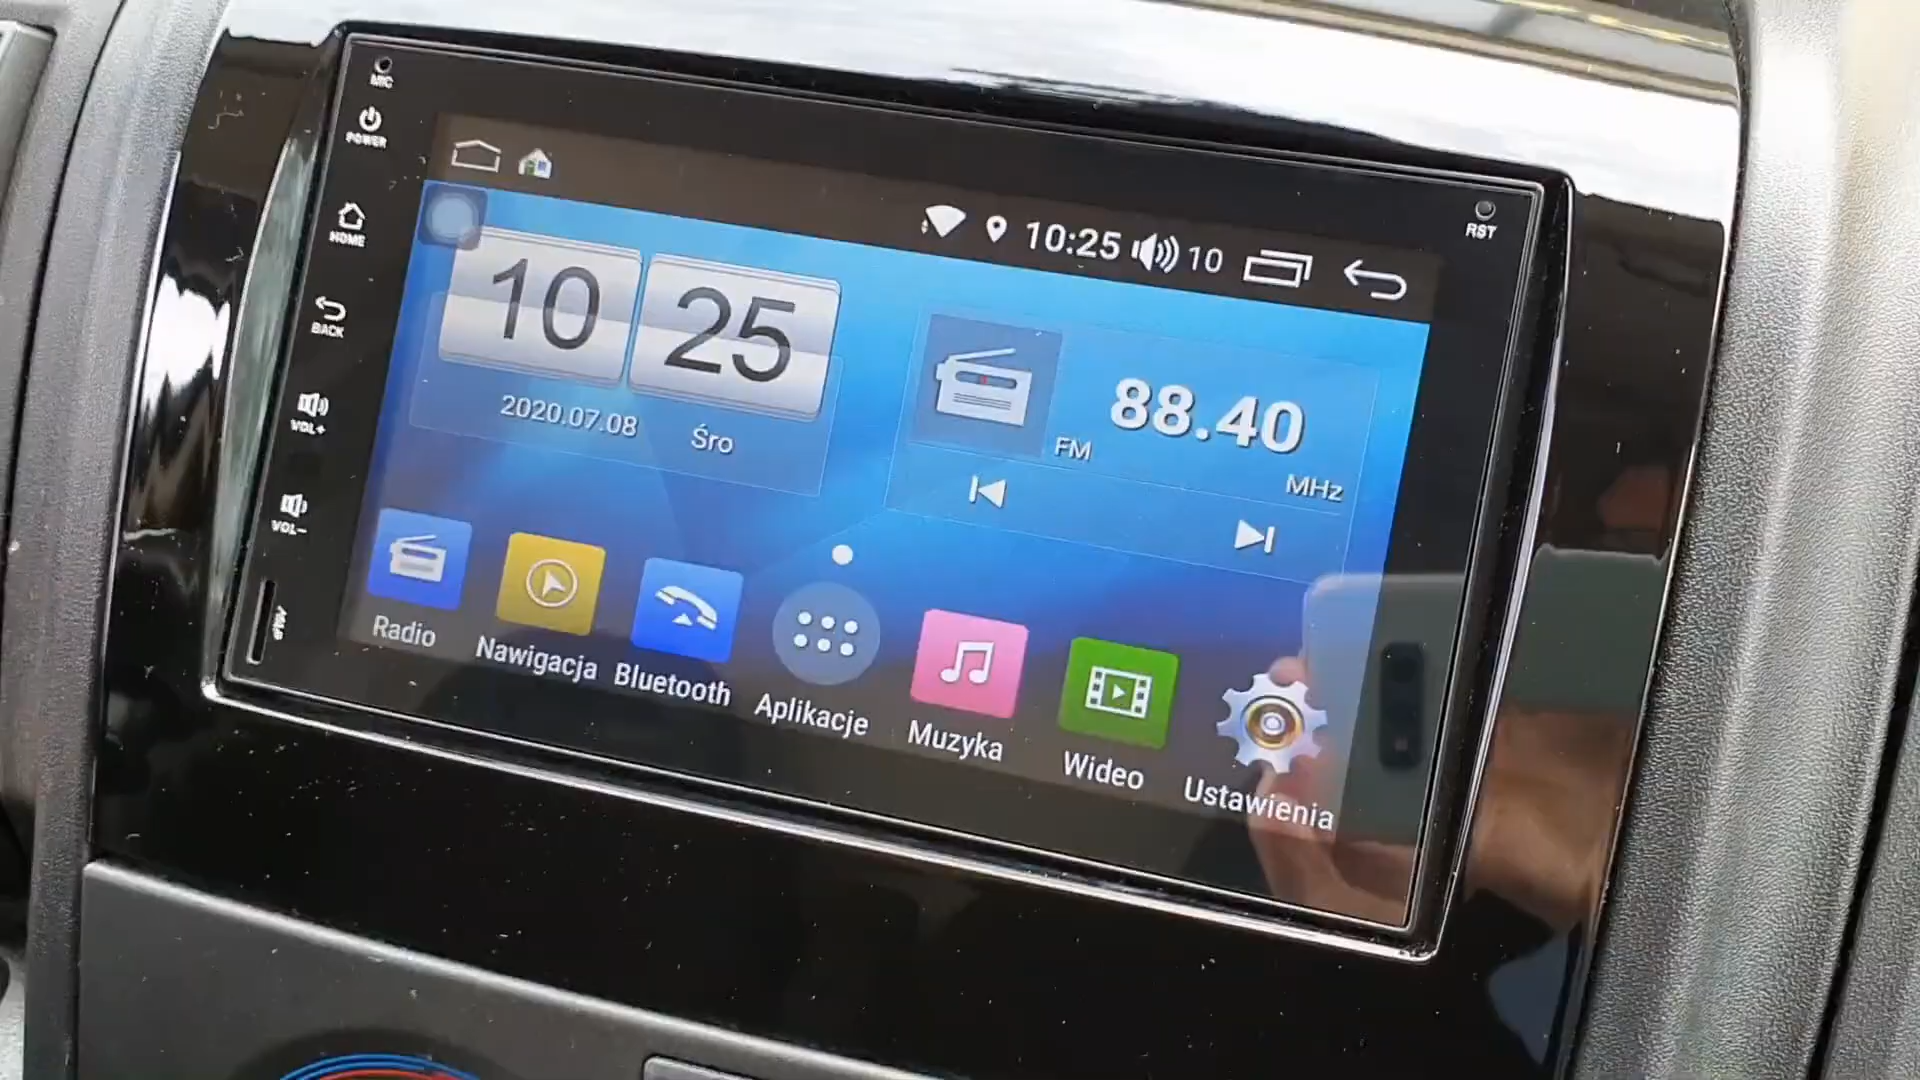 MIC
POWER
HOME
BACK
VOL+
VOL-
RST
10:25
10
10
25
2020.07.08
Śro
88.40
FM
MHz
Radio
Nawigacja
Bluetooth
Aplikacje
Muzyka
Wideo
Ustawienia